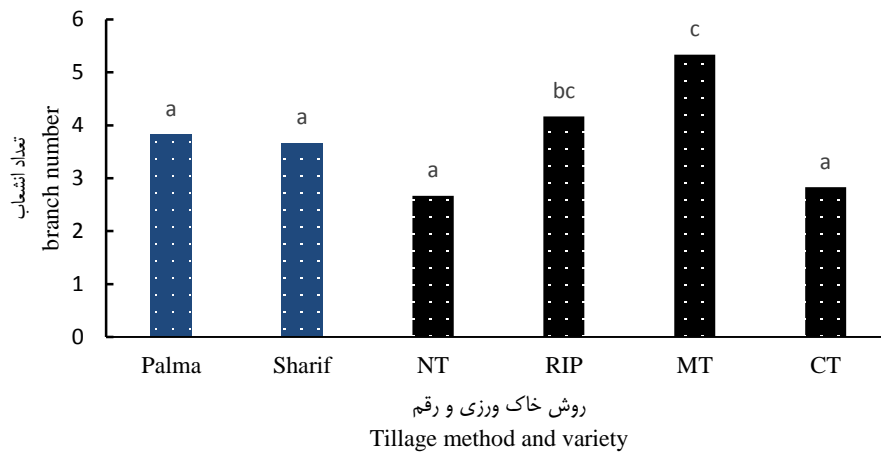 6
5
4
3
2
1
0
تعداد انشعاب
branch number
a
a
a
bc
c
a
Palma
Sharif
NT
RIP
MT
CT
روش خاک ورزی و رقم
Tillage method and variety